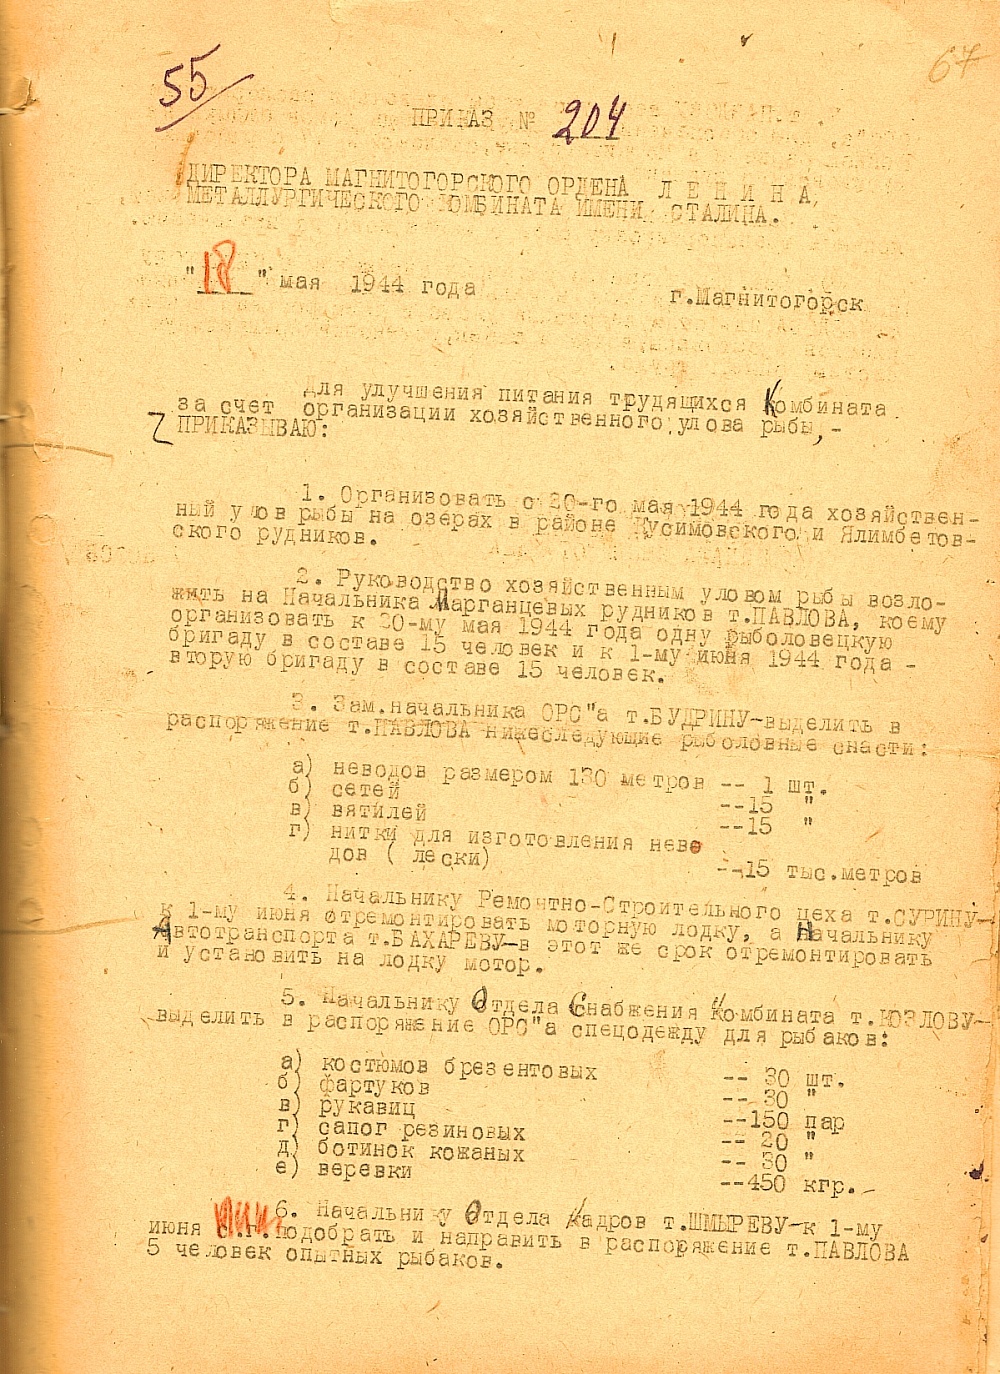 55
67
ПРИКАЗ № 204
ДИРЕКТОРА МАГНИТОГОРСКОГО ОРДЕНА Л Е Н И Н А,
МЕТАЛЛУРГИЧЕСКОГО КОМБИНАТА ИМЕНИ СТАЛИНА.
"18" мая 1944 года
г.Магнитогорск
Для улучшения питания трудящихся Комбината
за счет организации хозяйственного улова рыбы,-
ПРИКАЗЫВАЮ:
1. Организовать с 20-го мая 1944 года хозяйствен-
ный улов рыбы на озерах в районе Кусимовского и Ялимбетов-
ского рудников.
2. Руководство хозяйственным уловом рыбы возло-
жить на Начальника Марганцевых рудников т.ПАВЛОВА, коему
организовать к 20-му мая 1944 года одну рыболовецкую
бригаду в составе 15 человек и к 1-му июня 1944 года -
вторую бригаду в составе 15 человек.
3. Зам.начальника ОРС"а т.БУДРИНУ-выделить в
распоряжение т.ПАВЛОВА нижеследующие рыболовные снасти:
а) неводов размером 130 метров -- 1 шт.
б) сетей --15 "
в) вятилей --15 "
г) нитки для изготовления нево
дов ( лески) --15 тыс.метров
4. Начальнику Ремонтно-Строительного цеха т.СУРИНУ-
к 1-му июня отремонтировать моторную лодку, а Начальнику
Автотранспорта т.БАХАРЕВУ-в этот же срок отремонтировать
и установить на лодку мотор.
5. Начальнику Отдела Снабжения Комбината т.КОЗЛОВУ-
выделить в распоряжение ОРС"а спецодежду для рыбаков:
а) костюмов брезентовых -- 30 шт.
б) фартуков -- 30 "
в) рукавиц --150 пар
г) сапог резиновых -- 20 "
д) ботинок кожаных -- 30 "
е) веревки --450 кгр.-
6. Начальнику Отдела Кадров т.ШМЫРЕВУ-к 1-му
июня с.г. подобрать и направить в распоряжение т.ПАВЛОВА
5 человек опытных рыбаков.